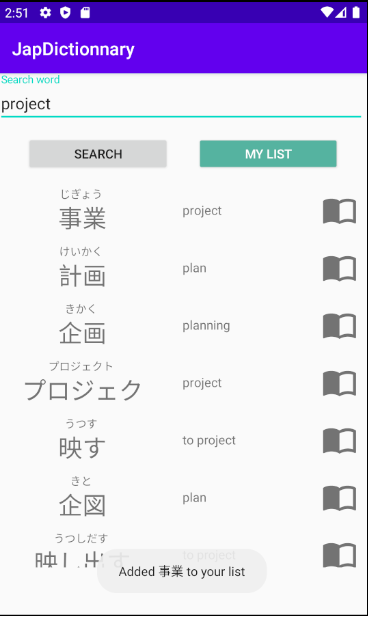 2:51
JapDictionnary
Search word
project
SEARCH MY LIST
じぎょう
事業 project
けいかく
計画 plan
きかく
企画 planning
プロジェクト
プロジェク project
うつす
映す to project
きと
企図 plan
うつしだす
映し出す to project
Added 事業 to your list